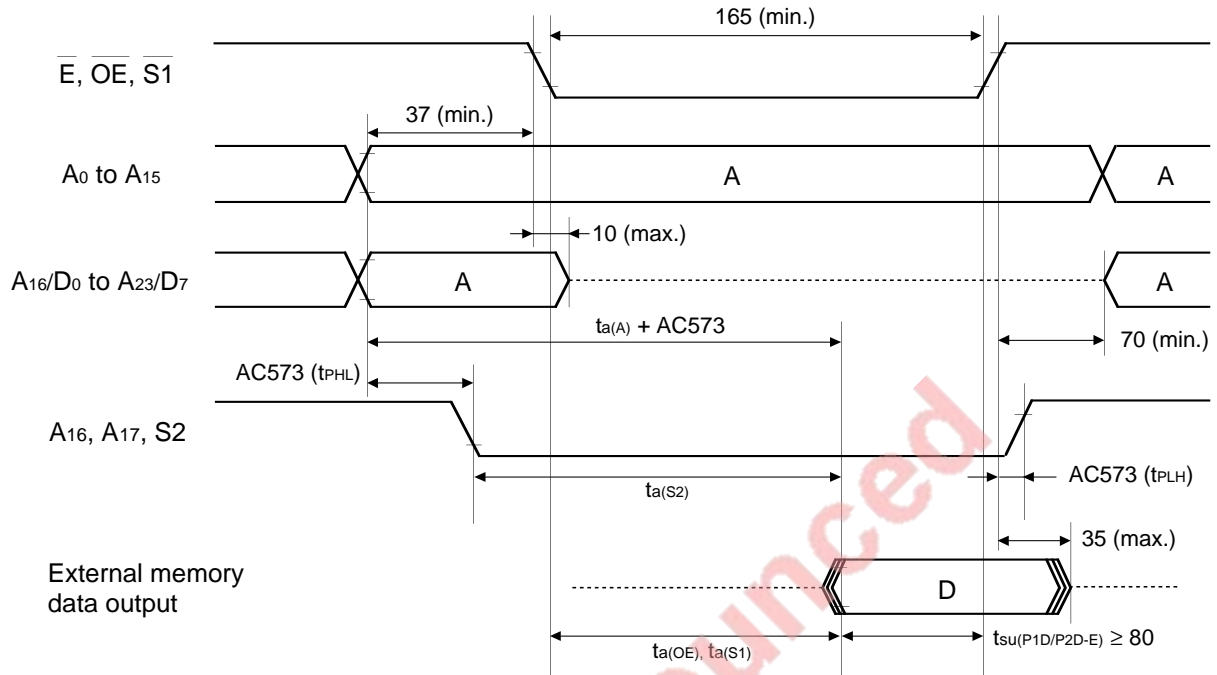 165 (min.)
E, OE, S1
37 (min.)
A0 to A15
A
A
10 (max.)
A16/D0 to A23/D7
A
A
ta(A) + AC573
70 (min.)
AC573 (tPHL)
A16, A17, S2
ta(S2)
AC573 (tPLH)
35 (max.)
External memory
data output
D
ta(OE), ta(S1)
tsu(P1D/P2D-E) ≥ 80
ounced